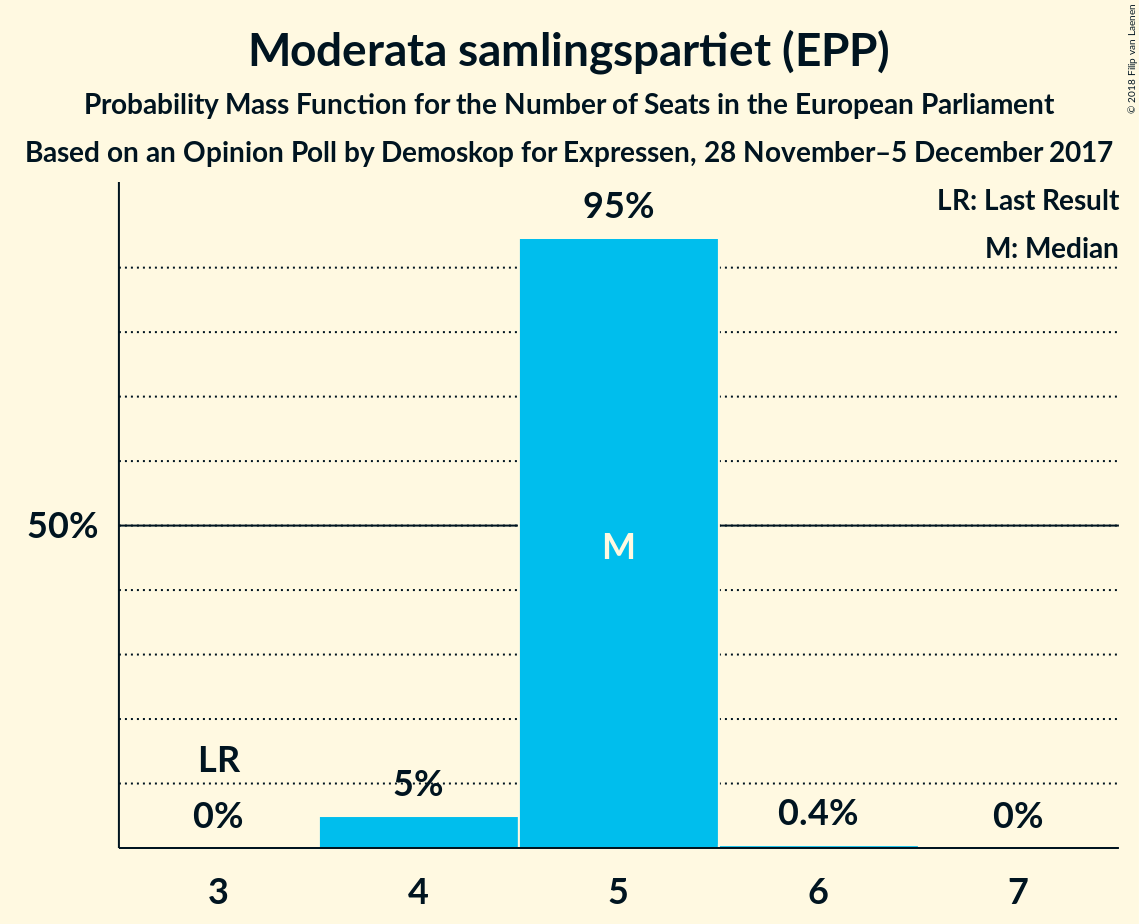 Moderata samlingspartiet (EPP)
Probability Mass Function for the Number of Seats in the European Parliament
Based on an Opinion Poll by Demoskop for Expressen, 28 November–5 December 2017
© 2018 Filip van Laenen
LR: Last Result
M: Median
95%
50%
M
LR
0%
5%
0.4%
0%
3
4
5
6
7